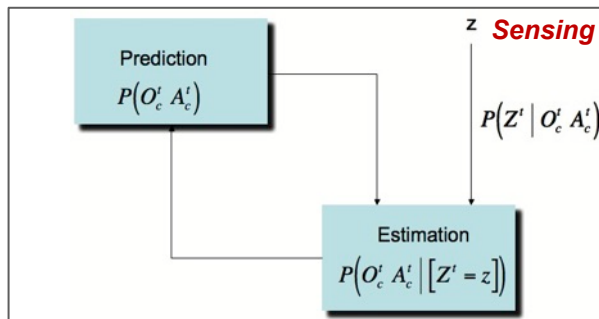 z Sensing
Prediction
P(O_c^t A_c^t)
P(Z^t | O_c^t A_c^t)
Estimation
P(O_c^t A_c^t | [Z^t = z])